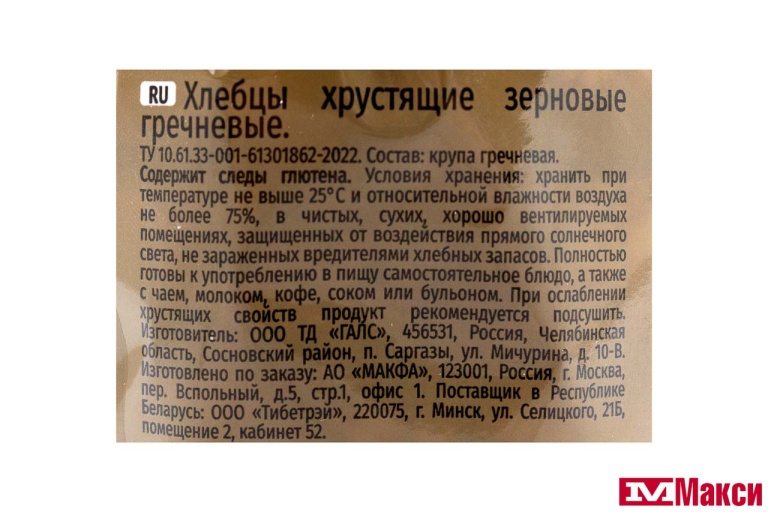 RU Хлебцы хрустящие зерновые
гречневые.
ТУ 10.61.33-001-61301862-2022. Состав: крупа гречневая.
Содержит следы глютена. Условия хранения: хранить при
температуре не выше 25°С и относительной влажности воздуха
не более 75%, в чистых, сухих, хорошо вентилируемых
помещениях, защищенных от воздействия прямого солнечного
света, не зараженных вредителями хлебных запасов. Полностью
готовы к употреблению в пищу самостоятельное блюдо, а также
с чаем, молоком, кофе, соком или бульоном. При ослаблении
хрустящих свойств продукт рекомендуется подсушить.
Изготовитель: ООО ТД «ГАЛС», 456531, Россия, Челябинская
область, Сосновский район, п. Саргазы, ул. Мичурина, д. 10-В.
Изготовлено по заказу: АО «МАКФА», 123001, Россия, г. Москва,
пер. Вспольный, д.5, стр.1, офис 1. Поставщик в Республике
Беларусь: ООО «Тибетрэй», 220075, г. Минск, ул. Селицкого, 21Б,
помещение 2, кабинет 52.
М Макси